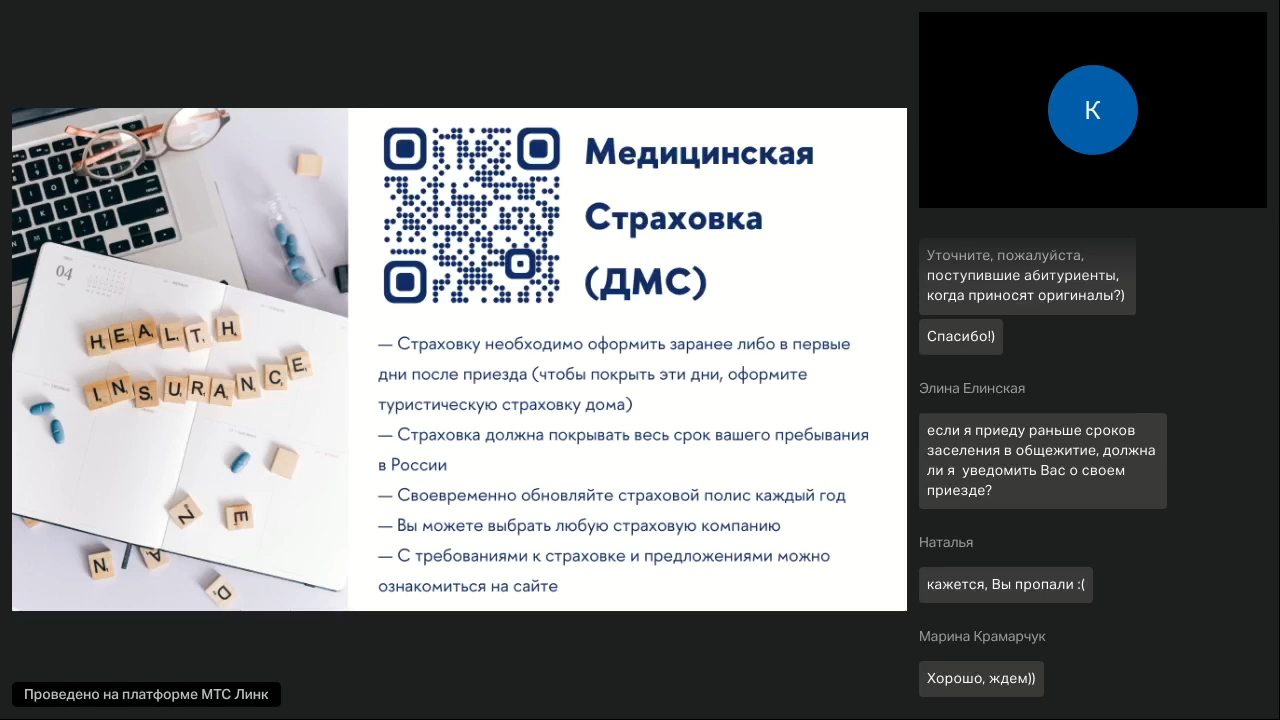 Медицинская
Страховка
(ДМС)
— Страховку необходимо оформить заранее либо в первые
дни после приезда (чтобы покрыть эти дни, оформите
туристическую страховку дома)
— Страховка должна покрывать весь срок вашего пребывания
в России
— Своевременно обновляйте страховой полис каждый год
— Вы можете выбрать любую страховую компанию
— С требованиями к страховке и предложениями можно
ознакомиться на сайте
04
HEALTH
INSURANCE
Z
E
N
A
D
Проведено на платформе МТС Линк
К
Уточните, пожалуйста,
поступившие абитуриенты,
когда приносят оригиналы?)
Спасибо!)
Элина Елинская
если я приеду раньше сроков
заселения в общежитие, должна
ли я  уведомить Вас о своем
приезде?
Наталья
кажется, Вы пропали :(
Марина Крамарчук
Хорошо, ждем))